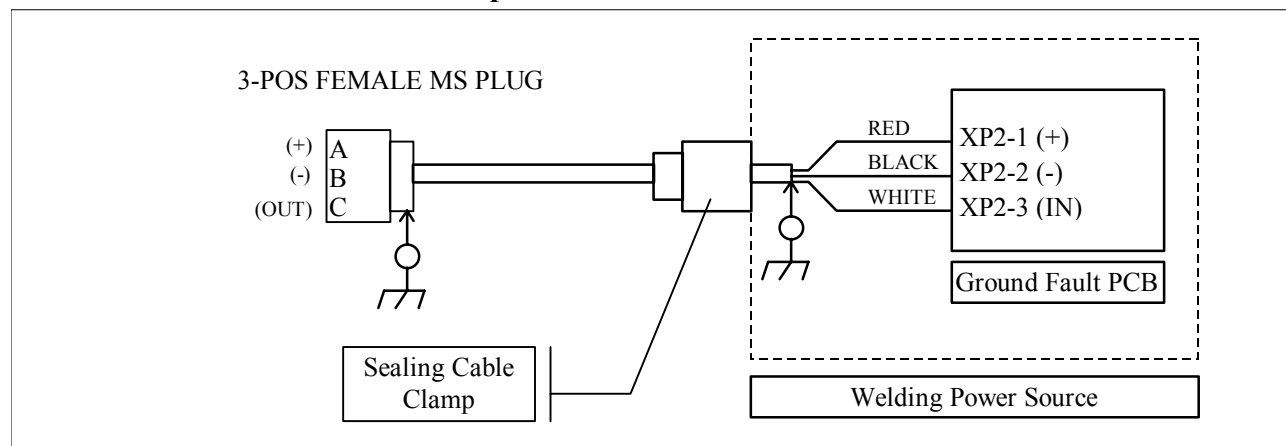 3-POS FEMALE MS PLUG
(+) A
(-) B
(OUT) C
RED XP2-1 (+)
BLACK XP2-2 (-)
WHITE XP2-3 (IN)
Ground Fault PCB
Sealing Cable
Clamp
Welding Power Source